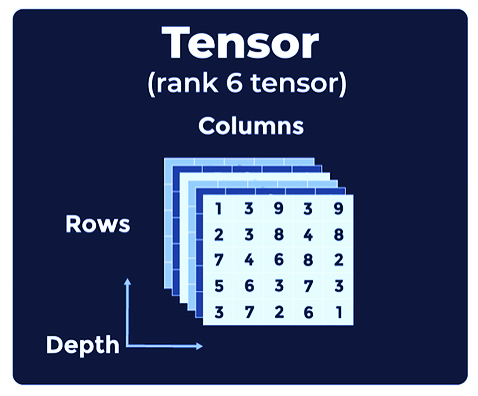 Tensor
(rank 6 tensor)
Columns
Rows
1 3 9 3 9
2 3 8 4 8
7 4 6 8 2
5 6 3 7 3
3 7 2 6 1
Depth